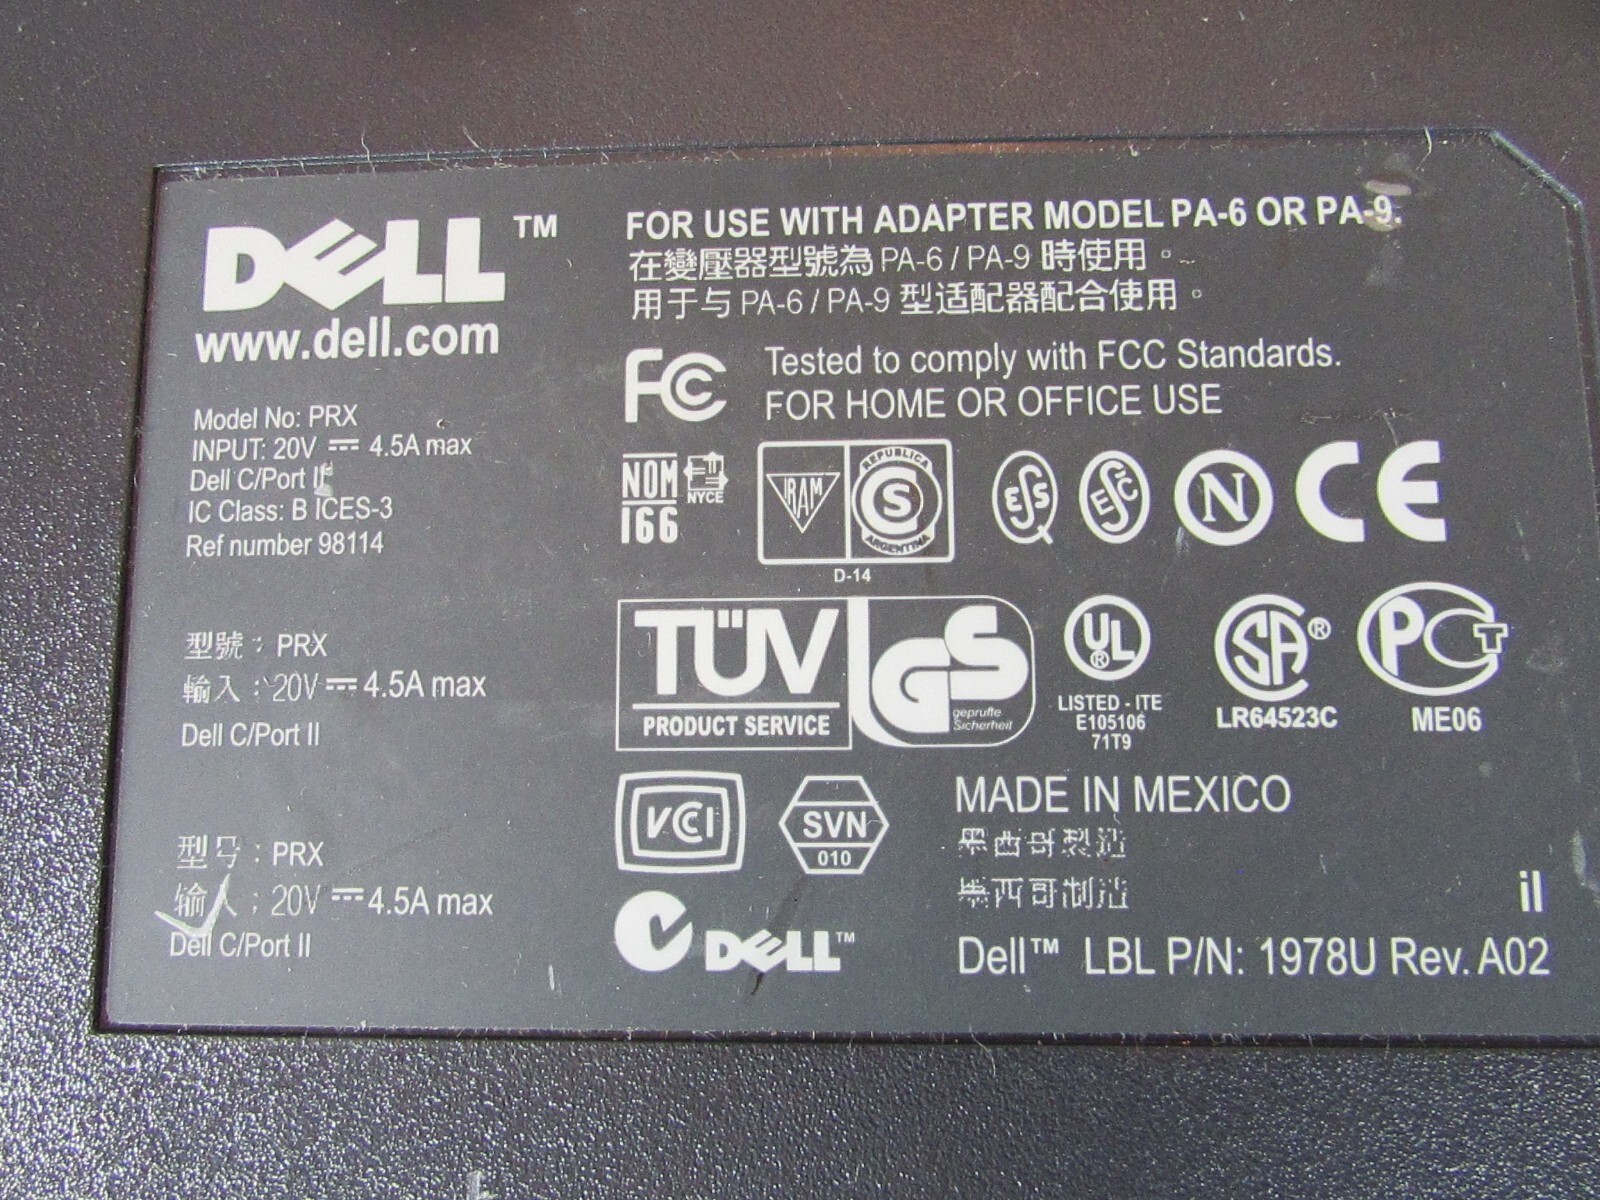 DELL™
www.dell.com
Model No: PRX
INPUT: 20V ⎓ 4.5A max
Dell C/Port II
IC Class: B ICES-3
Ref number 98114
型號：PRX
輸入：20V ⎓ 4.5A max
Dell C/Port II
型号：PRX
输入：20V ⎓ 4.5A max
Dell C/Port II
FOR USE WITH ADAPTER MODEL PA-6 OR PA-9.
在變壓器型號為 PA-6 / PA-9 時使用。
用于与 PA-6 / PA-9 型适配器配合使用。
FC
Tested to comply with FCC Standards.
FOR HOME OR OFFICE USE
NOM
166
NYCE
IRAM
REPUBLICA
S
ARGENTINA
D-14
N
CE
TÜV
PRODUCT SERVICE
GS
geprüfte
Sicherheit
UL®
LISTED - ITE
E105106
71T9
SA®
LR64523C
PCT
ME06
VCCI
SVN
010
MADE IN MEXICO
墨西哥製造
墨西哥制造
il
DELL™
Dell™ LBL P/N: 1978U Rev. A02